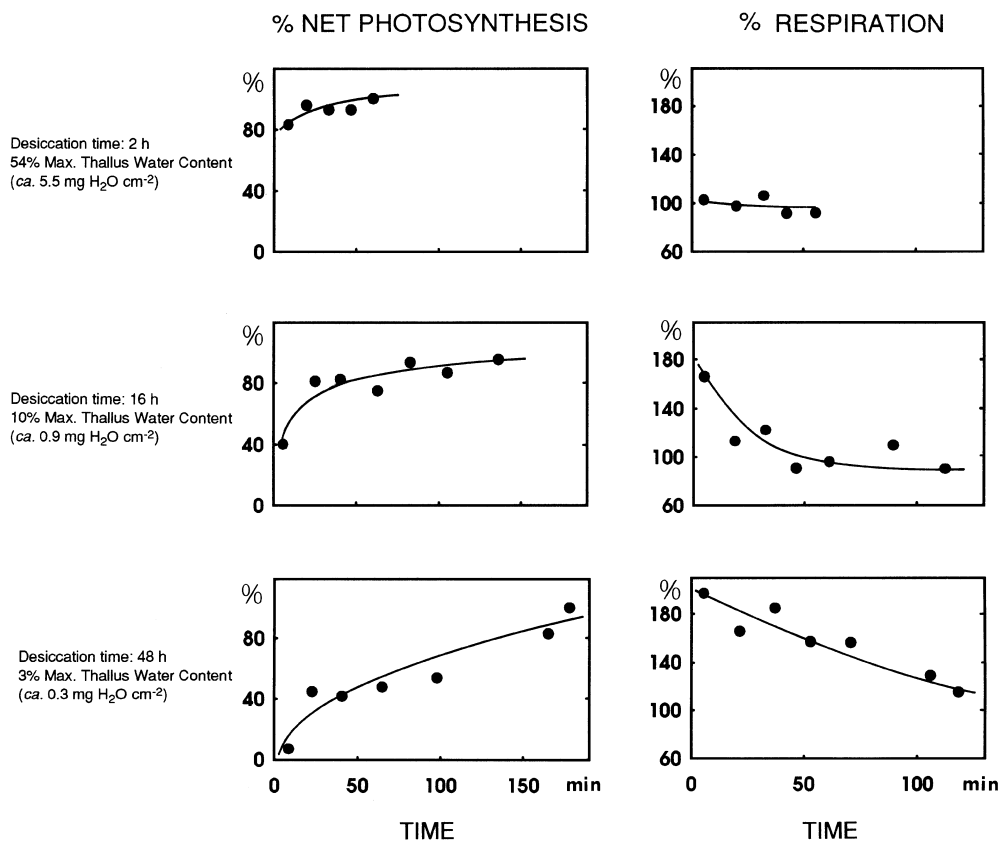 % NET PHOTOSYNTHESIS
% RESPIRATION
Desiccation time: 2 h
54% Max. Thallus Water Content
(ca. 5.5 mg H₂O cm⁻²)
%
80
40
0
%
180
140
100
60
Desiccation time: 16 h
10% Max. Thallus Water Content
(ca. 0.9 mg H₂O cm⁻²)
%
80
40
0
%
180
140
100
60
Desiccation time: 48 h
3% Max. Thallus Water Content
(ca. 0.3 mg H₂O cm⁻²)
%
80
40
0
0 50 100 150 min
TIME
%
180
140
100
60
0 50 100 min
TIME